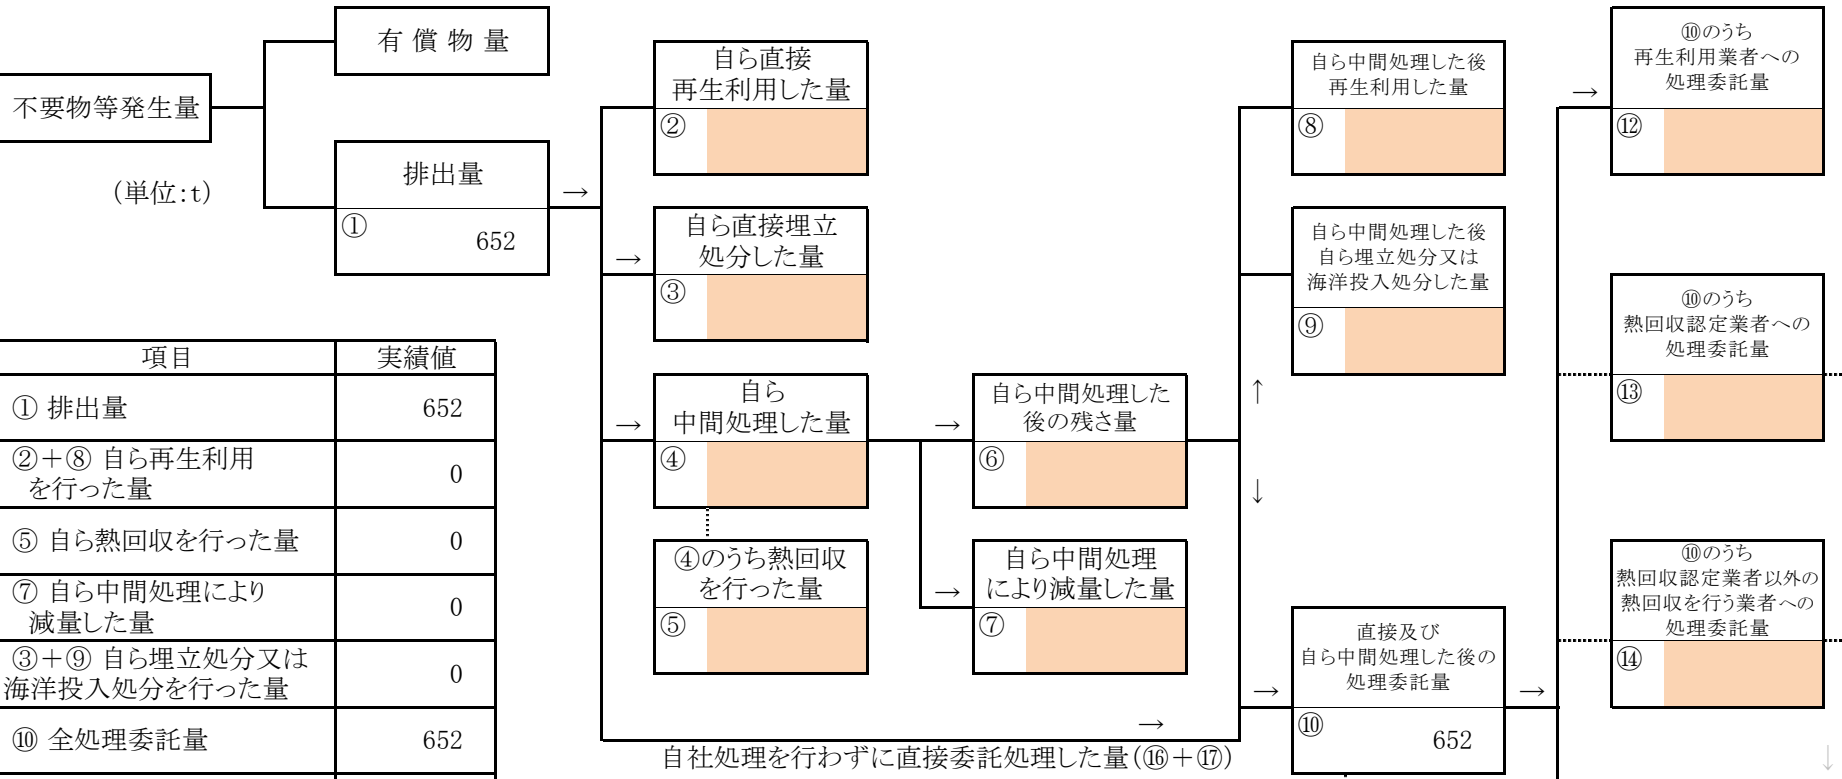 有 償 物 量
不要物等発生量
(単位:t)
排出量
①
652
→
自ら直接
再生利用した量
②
→
自ら直接埋立
処分した量
③
→
自ら
中間処理した量
④
④のうち熱回収
を行った量
⑤
→
自ら中間処理した
後の残さ量
⑥
→
自ら中間処理
により減量した量
⑦
自ら中間処理した後
再生利用した量
⑧
自ら中間処理した後
自ら埋立処分又は
海洋投入処分した量
⑨
↑
↓
→
自社処理を行わずに直接委託処理した量(⑯+⑰)
→
直接及び
自ら中間処理した後の
処理委託量
⑩
652
→
→
⑩のうち
再生利用業者への
処理委託量
⑫
⑩のうち
熱回収認定業者への
処理委託量
⑬
⑩のうち
熱回収認定業者以外の
熱回収を行う業者への
処理委託量
⑭
↓
項目 実績値
① 排出量 652
②+⑧ 自ら再生利用
を行った量 0
⑤ 自ら熱回収を行った量 0
⑦ 自ら中間処理により
減量した量 0
③+⑨ 自ら埋立処分又は
海洋投入処分を行った量 0
⑩ 全処理委託量 652